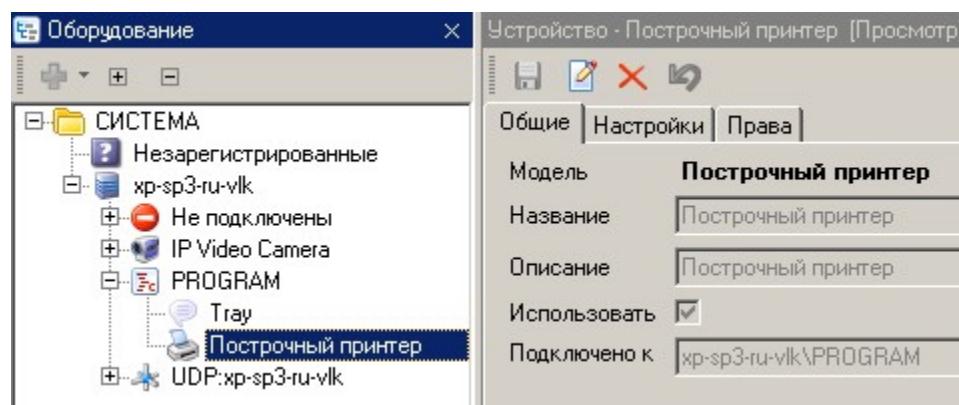 Оборудование
СИСТЕМА
Незарегистрированные
xp-sp3-ru-vlk
Не подключены
IP Video Camera
PROGRAM
Tray
Построчный принтер
UDP:xp-sp3-ru-vlk
Устройство - Построчный принтер [Просмотр
Общие Настройки Права
Модель Построчный принтер
Название Построчный принтер
Описание Построчный принтер
Использовать
Подключено к xp-sp3-ru-vlk\PROGRAM